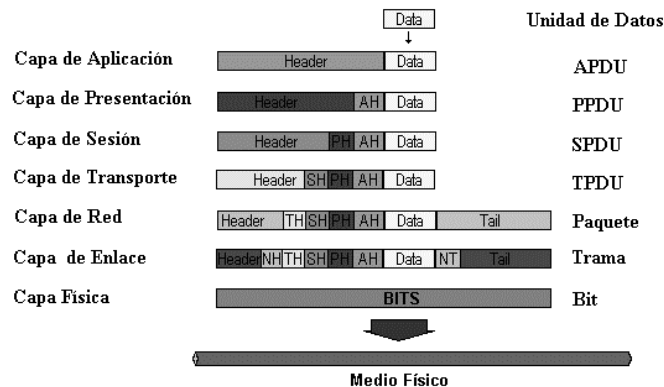 Data Unidad de Datos
Capa de Aplicación Header Data APDU
Capa de Presentación Header AH Data PPDU
Capa de Sesión Header PH AH Data SPDU
Capa de Transporte Header SH PH AH Data TPDU
Capa de Red Header TH SH PH AH Data Tail Paquete
Capa de Enlace Header NH TH SH PH AH Data NT Tail Trama
Capa Física BITS Bit
Medio Físico